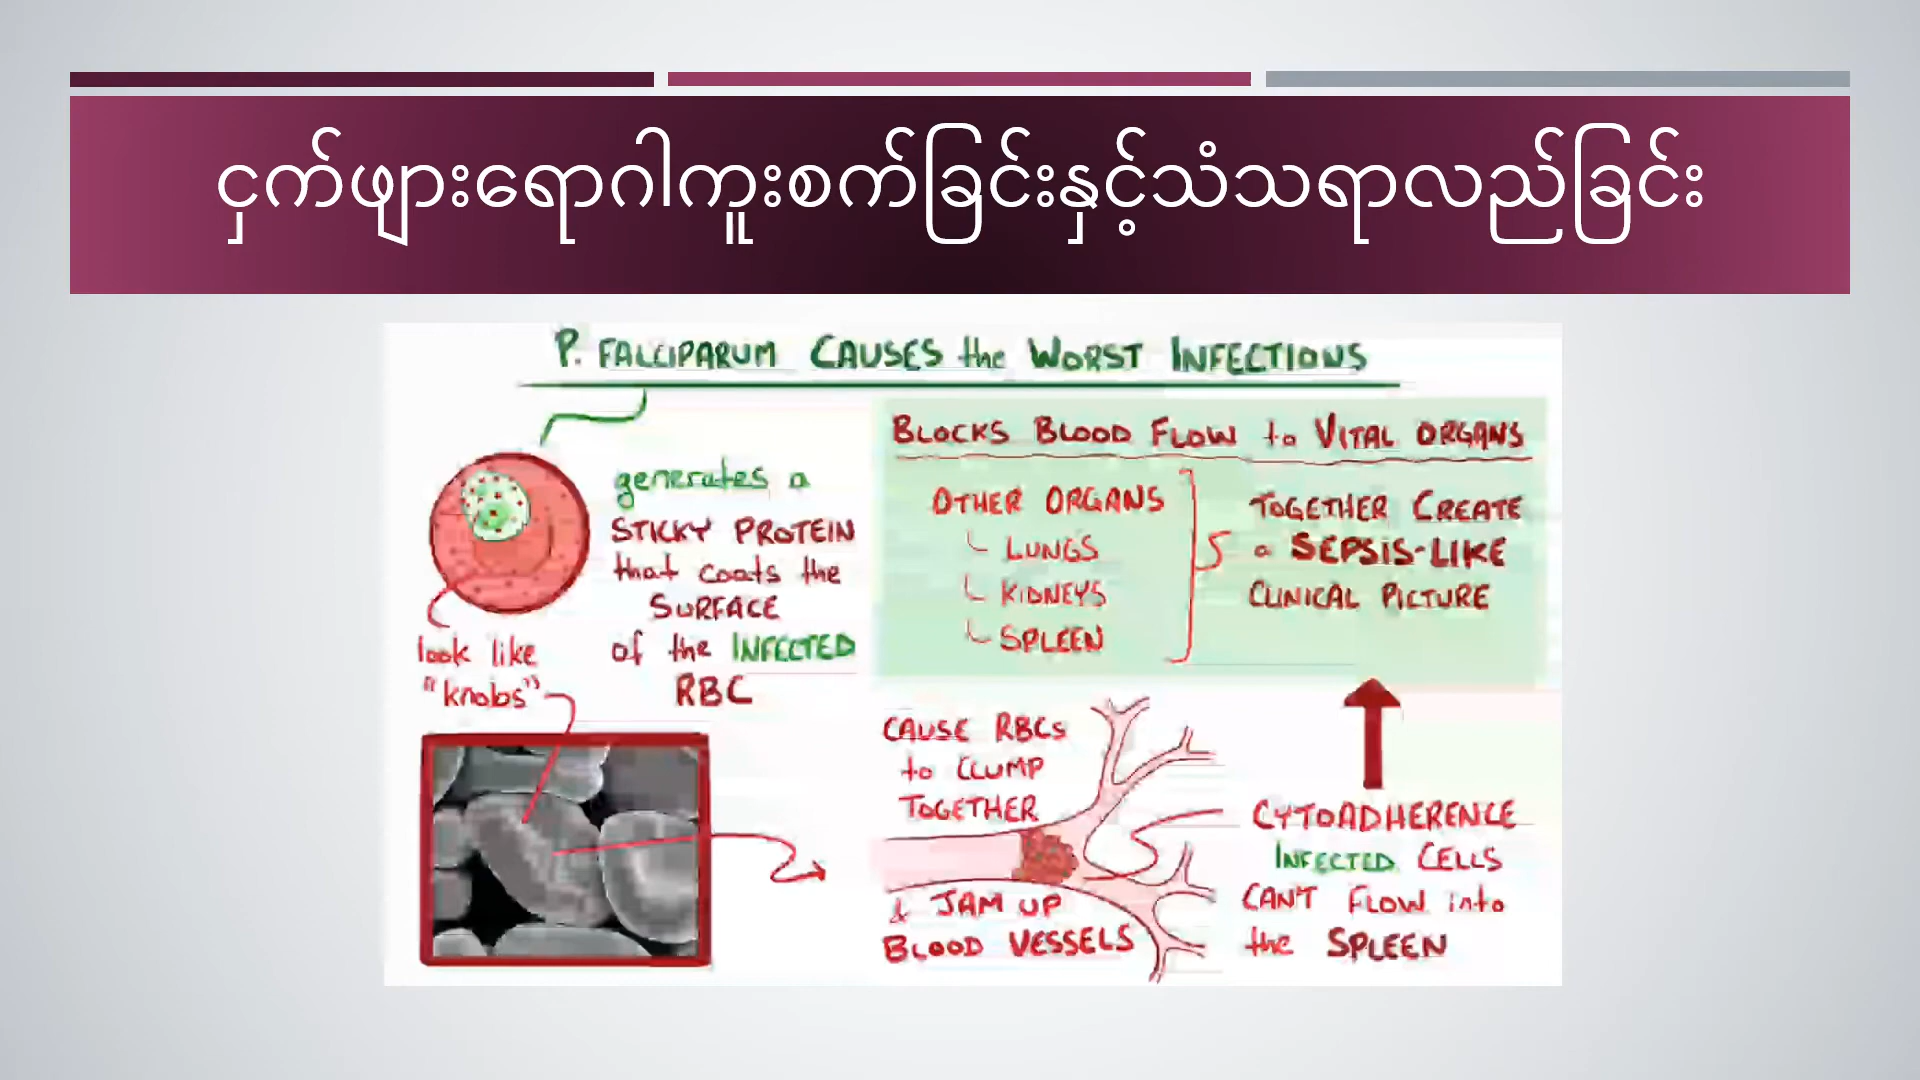 ငှက်ဖျားရောဂါကူးစက်ခြင်းနှင့်သံသရာလည်ခြင်း
P. FALCIPARUM CAUSES the WORST INFECTIONS
generates a
STICKY PROTEIN
that coats the
SURFACE
of the INFECTED
RBC
look like
"knobs"
BLOCKS BLOOD FLOW to VITAL ORGANS
OTHER ORGANS
LUNGS
KIDNEYS
SPLEEN
TOGETHER CREATE
a SEPSIS-LIKE
CLINICAL PICTURE
CAUSE RBCs
to CLUMP
TOGETHER
& JAM UP
BLOOD VESSELS
CYTOADHERENCE
INFECTED CELLS
CAN'T FLOW into
the SPLEEN